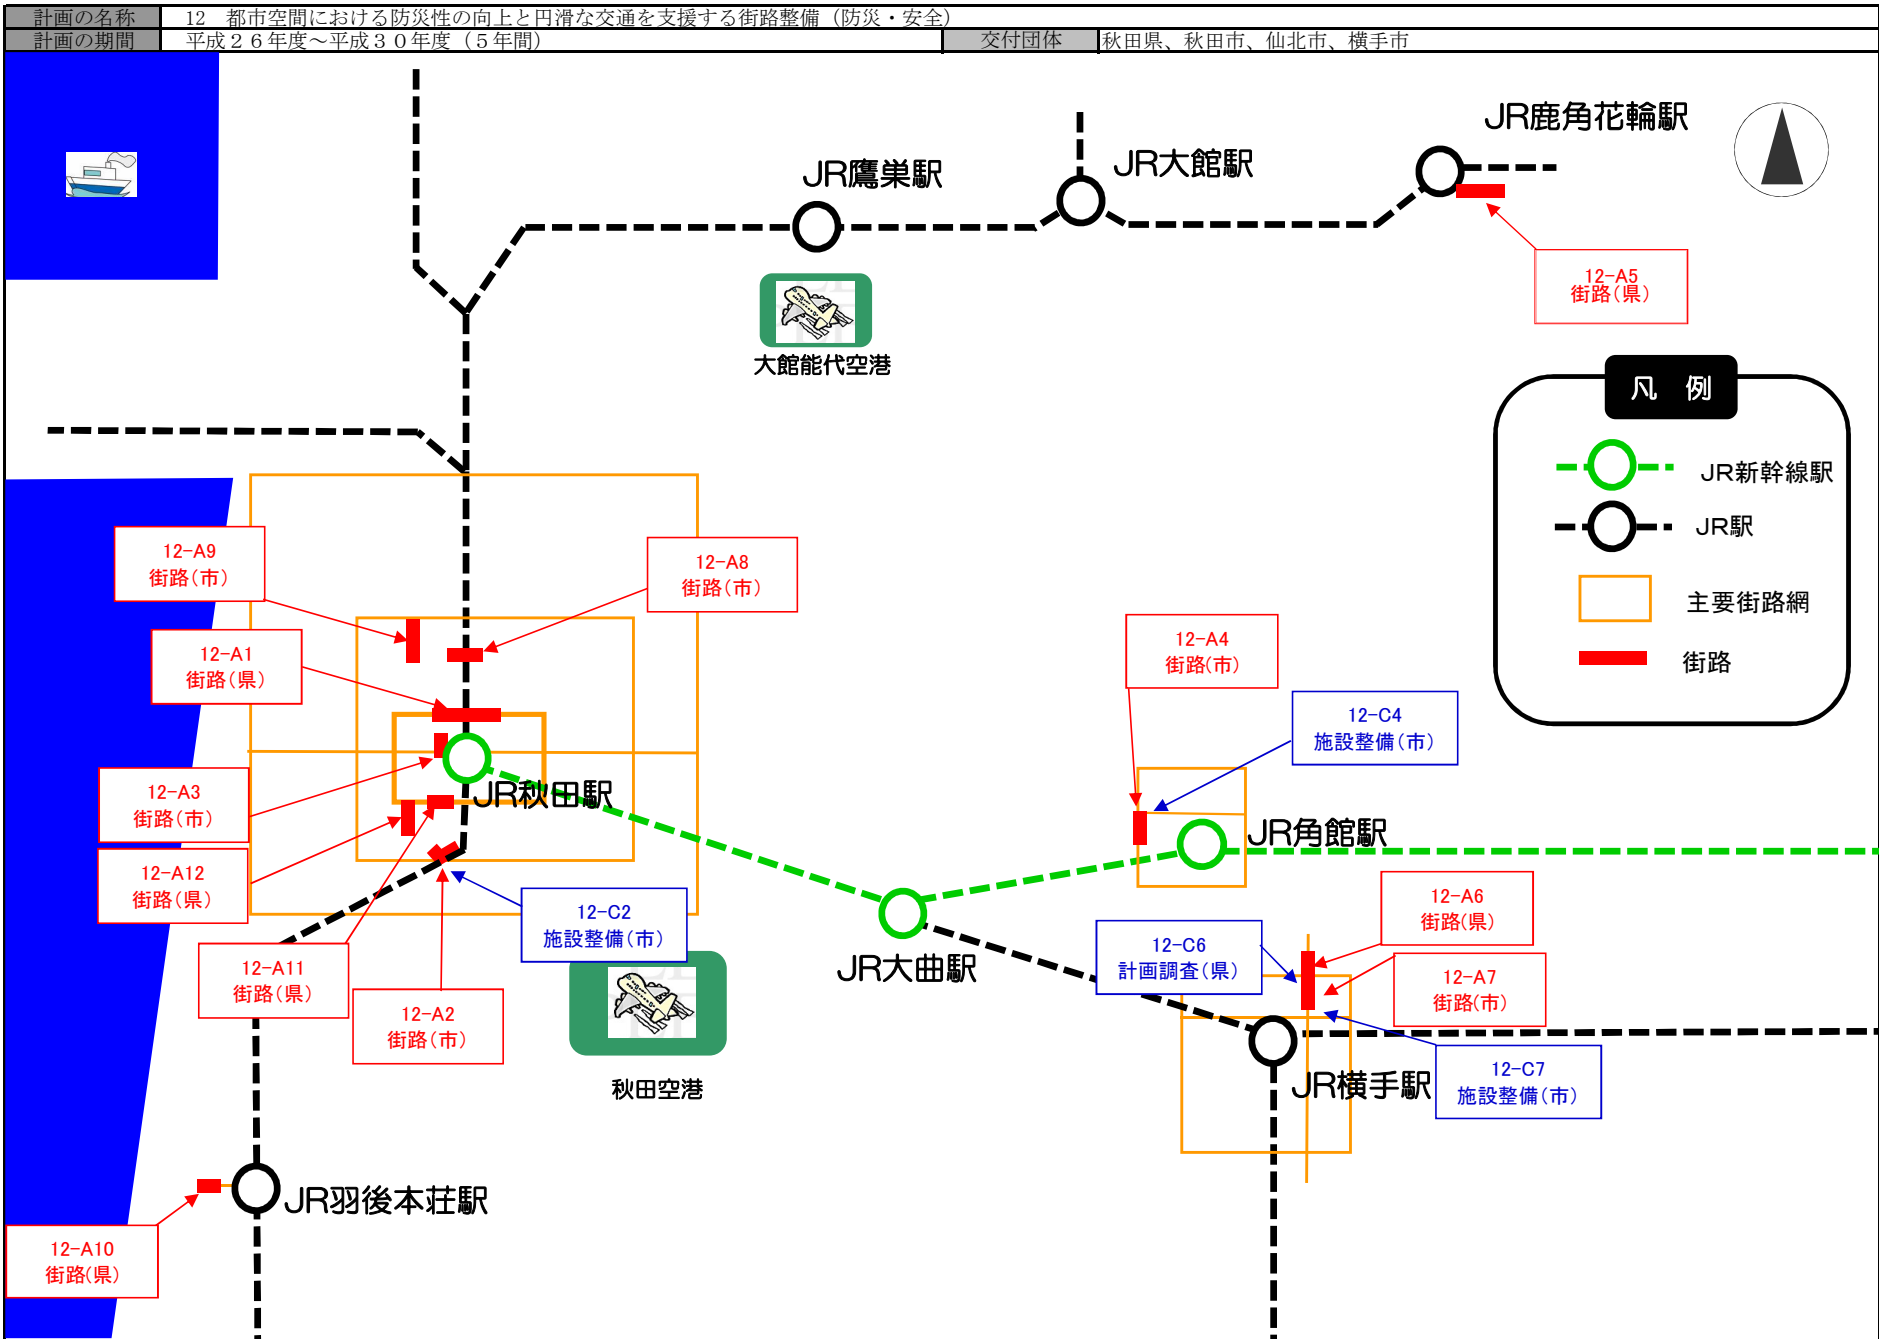 計画の名称
12　都市空間における防災性の向上と円滑な交通を支援する街路整備（防災・安全）
計画の期間
平成２６年度～平成３０年度（５年間）
交付団体
秋田県、秋田市、仙北市、横手市
JR鹿角花輪駅
JR大館駅
JR鷹巣駅
12-A5
街路(県)
大館能代空港
凡　例
JR新幹線駅
JR駅
主要街路網
街路
12-A9
街路(市)
12-A8
街路(市)
12-A1
街路(県)
12-A4
街路(市)
12-C4
施設整備(市)
12-A3
街路(市)
JR秋田駅
JR角館駅
12-A12
街路(県)
12-C2
施設整備(市)
12-A6
街路(県)
12-C6
計画調査(県)
JR大曲駅
12-A11
街路(県)
12-A7
街路(市)
12-A2
街路(市)
秋田空港
JR横手駅
12-C7
施設整備(市)
JR羽後本荘駅
12-A10
街路(県)